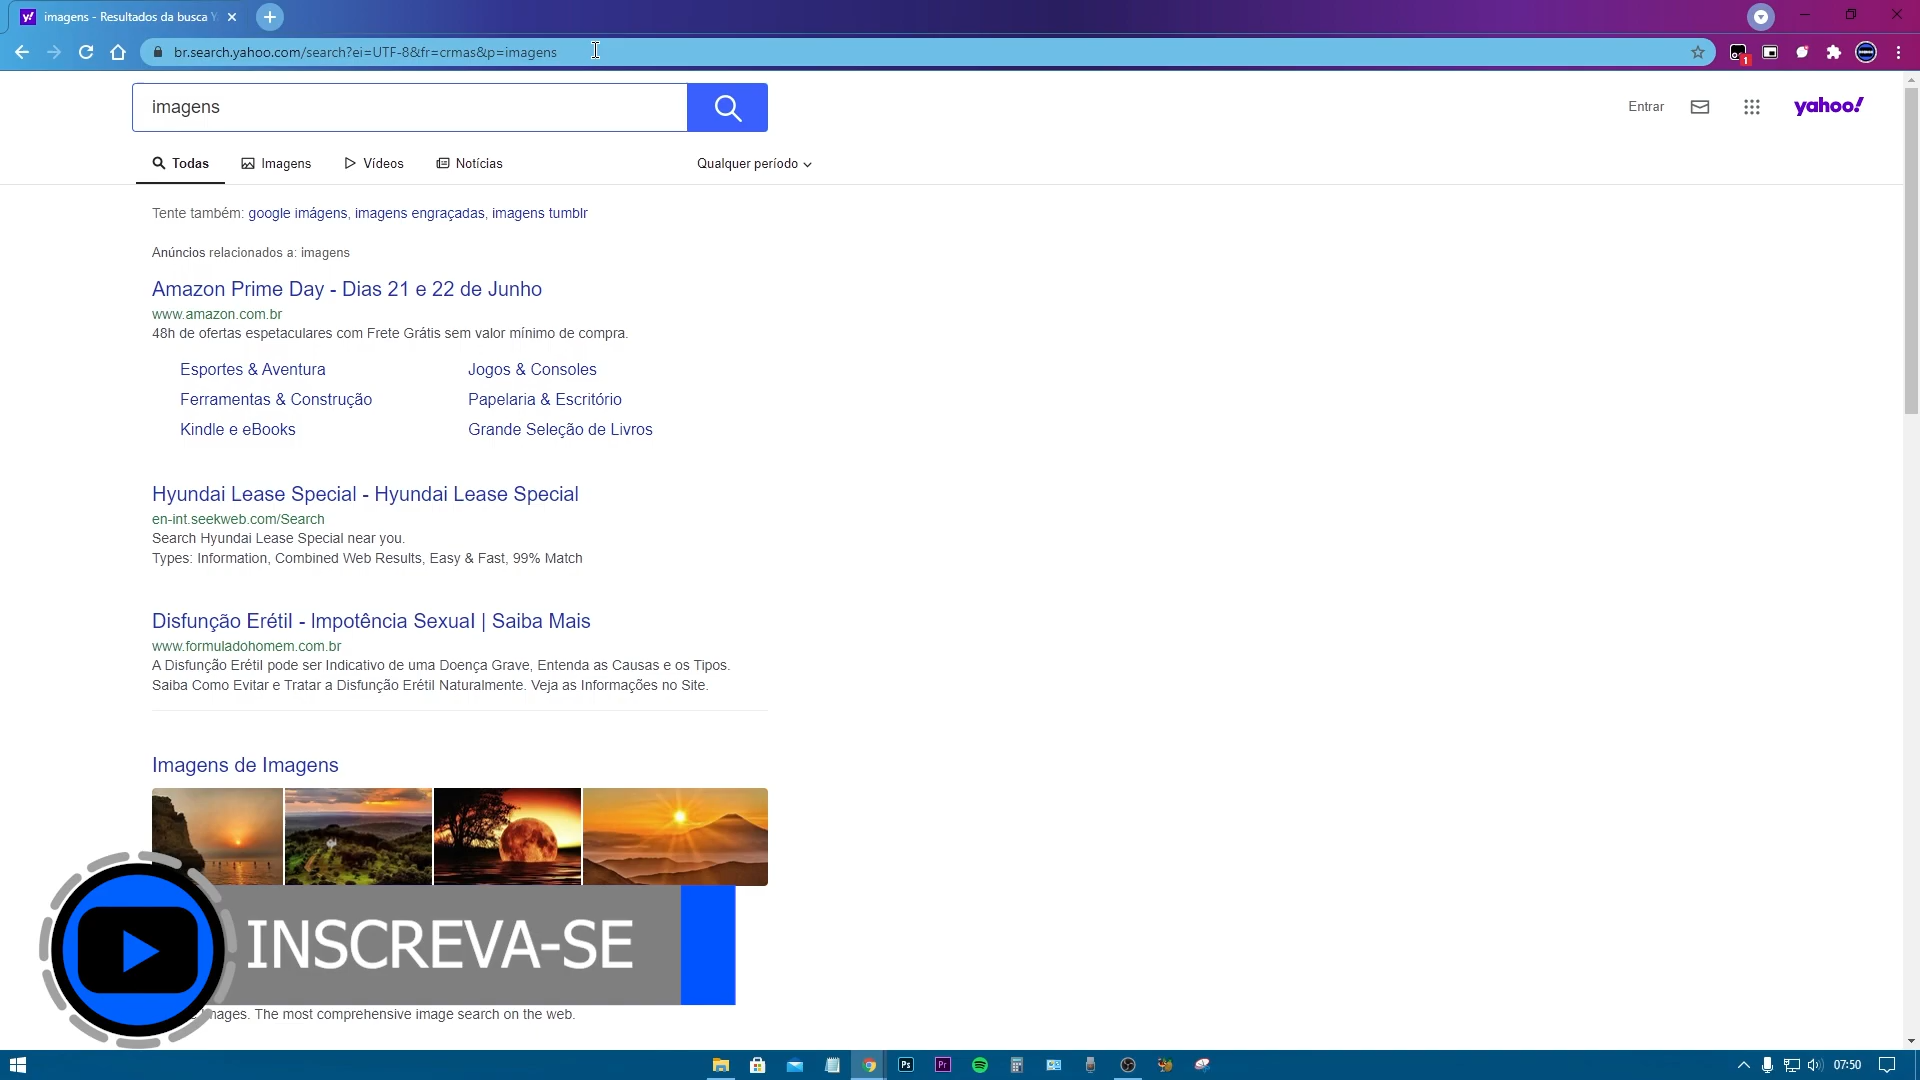 imagens - Resultados da busca Y
br.search.yahoo.com/search?ei=UTF-8&fr=crmas&p=imagens
imagens
Entrar
yahoo!
Todas
Imagens
Vídeos
Notícias
Qualquer período
Tente também: google imágens, imagens engraçadas, imagens tumblr
Anúncios relacionados a: imagens
Amazon Prime Day - Dias 21 e 22 de Junho
www.amazon.com.br
48h de ofertas espetaculares com Frete Grátis sem valor mínimo de compra.
Esportes & Aventura
Jogos & Consoles
Ferramentas & Construção
Papelaria & Escritório
Kindle e eBooks
Grande Seleção de Livros
Hyundai Lease Special - Hyundai Lease Special
en-int.seekweb.com/Search
Search Hyundai Lease Special near you.
Types: Information, Combined Web Results, Easy & Fast, 99% Match
Disfunção Erétil - Impotência Sexual | Saiba Mais
www.formuladohomem.com.br
A Disfunção Erétil pode ser Indicativo de uma Doença Grave, Entenda as Causas e os Tipos.
Saiba Como Evitar e Tratar a Disfunção Erétil Naturalmente. Veja as Informações no Site.
Imagens de Imagens
INSCREVA-SE
Images. The most comprehensive image search on the web.
Ps
Pr
07:50
1